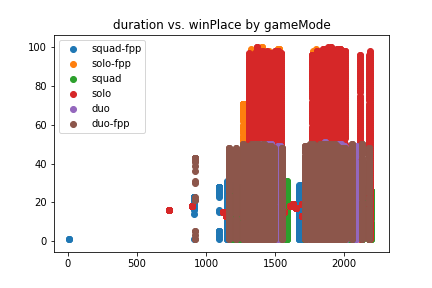 duration vs. winPlace by gameMode
100
80
60
40
20
0
squad-fpp
solo-fpp
squad
solo
duo
duo-fpp
0 500 1000 1500 2000